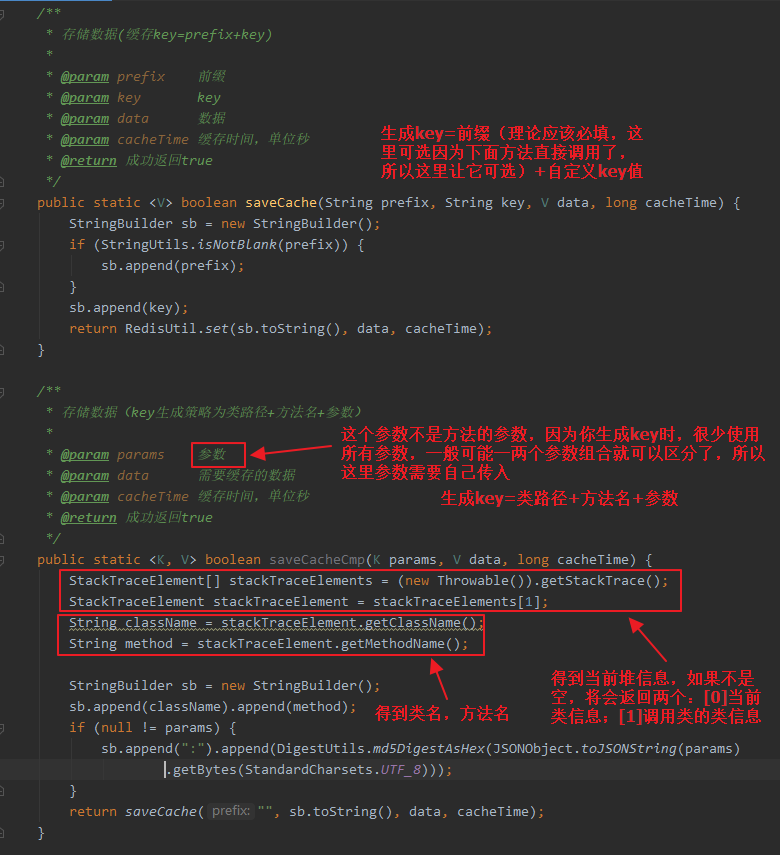 /**
 * 存储数据(缓存key=prefix+key)
 *
 * @param prefix    前缀
 * @param key       key
 * @param data      数据
 * @param cacheTime 缓存时间，单位秒
 * @return 成功返回true
 */
生成key=前缀（理论应该必填，这
里可选因为下面方法直接调用了，
所以这里让它可选）+自定义key值
public static <V> boolean saveCache(String prefix, String key, V data, long cacheTime) {
    StringBuilder sb = new StringBuilder();
    if (StringUtils.isNotBlank(prefix)) {
        sb.append(prefix);
    }
    sb.append(key);
    return RedisUtil.set(sb.toString(), data, cacheTime);
}
/**
 * 存储数据（key生成策略为类路径+方法名+参数）
 *
 * @param params    参数
 * @param data      需要缓存的数据
 * @param cacheTime 缓存时间，单位秒
 * @return 成功返回true
 */
这个参数不是方法的参数，因为你生成key时，很少使用
所有参数，一般可能一两个参数组合就可以区分了，所以
这里参数需要自己传入
生成key=类路径+方法名+参数
public static <K, V> boolean saveCacheCmp(K params, V data, long cacheTime) {
    StackTraceElement[] stackTraceElements = (new Throwable()).getStackTrace();
    StackTraceElement stackTraceElement = stackTraceElements[1];
    String className = stackTraceElement.getClassName();
    String method = stackTraceElement.getMethodName();
得到当前堆信息，如果不是
空，将会返回两个：[0]当前
类信息；[1]调用类的类信息
得到类名，方法名
    StringBuilder sb = new StringBuilder();
    sb.append(className).append(method);
    if (null != params) {
        sb.append(":").append(DigestUtils.md5DigestAsHex(JSONObject.toJSONString(params)
                .getBytes(StandardCharsets.UTF_8)));
    }
    return saveCache( prefix: "", sb.toString(), data, cacheTime);
}